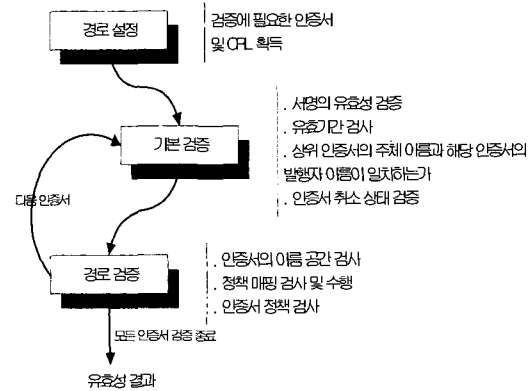 경로 설정
검증에 필요한 인증서
및 CRL 획득
기본 검증
. 서명의 유효성 검증
. 유효기간 검사
. 상위 인증서의 주체 이름과 해당 인증서의
발행자 이름이 일치하는가
. 인증서 취소 상태 검증
다음 인증서
경로 검증
. 인증서의 이름 공간 검사
. 정책 매핑 검사 및 수행
. 인증서 정책 검사
모든 인증서 검증 종료
유효성 결과